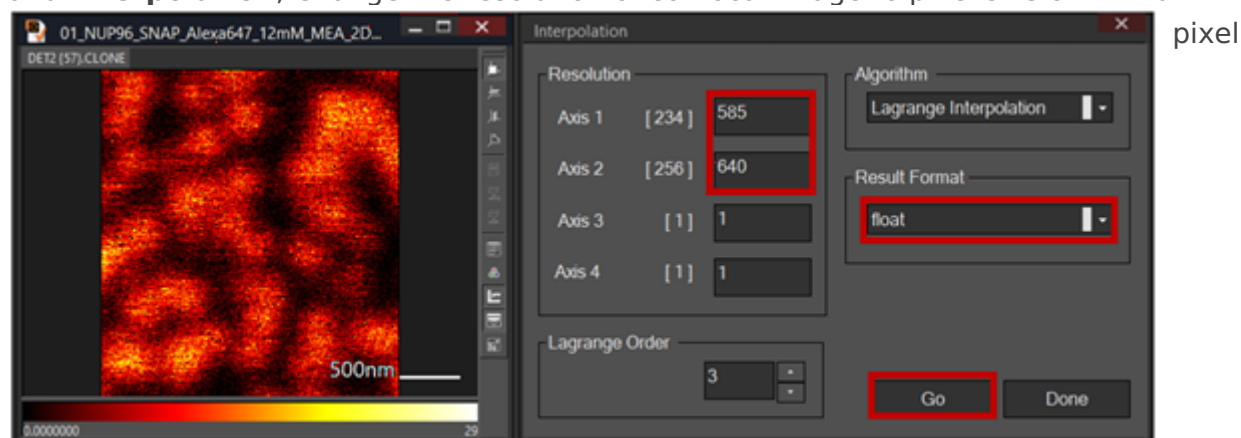 pixel
01_NUP96_SNAP_Alexa647_12mM_MEA_2D...
DET2 (57).CLONE
500nm
0.0000000 29
Interpolation
Resolution
Axis 1 [ 234 ] 585
Axis 2 [ 256 ] 640
Axis 3 [ 1 ] 1
Axis 4 [ 1 ] 1
Lagrange Order
3
Algorithm
Lagrange Interpolation
Result Format
float
Go Done